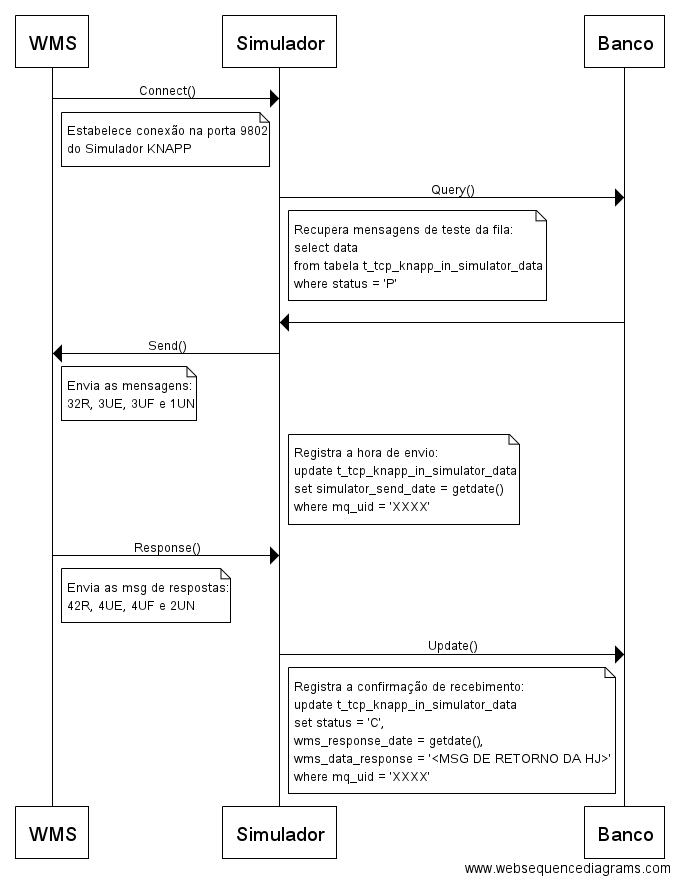 WMS
Simulador
Banco
Connect()
Estabelece conexão na porta 9802
do Simulador KNAPP
Query()
Recupera mensagens de teste da fila:
select data
from tabela t_tcp_knapp_in_simulator_data
where status = 'P'
Send()
Envia as mensagens:
32R, 3UE, 3UF e 1UN
Registra a hora de envio:
update t_tcp_knapp_in_simulator_data
set simulator_send_date = getdate()
where mq_uid = 'XXXX'
Response()
Envia as msg de respostas:
42R, 4UE, 4UF e 2UN
Update()
Registra a confirmação de recebimento:
update t_tcp_knapp_in_simulator_data
set status = 'C',
wms_response_date = getdate(),
wms_data_response = '<MSG DE RETORNO DA HJ>'
where mq_uid = 'XXXX'
WMS
Simulador
Banco
www.websequencediagrams.com